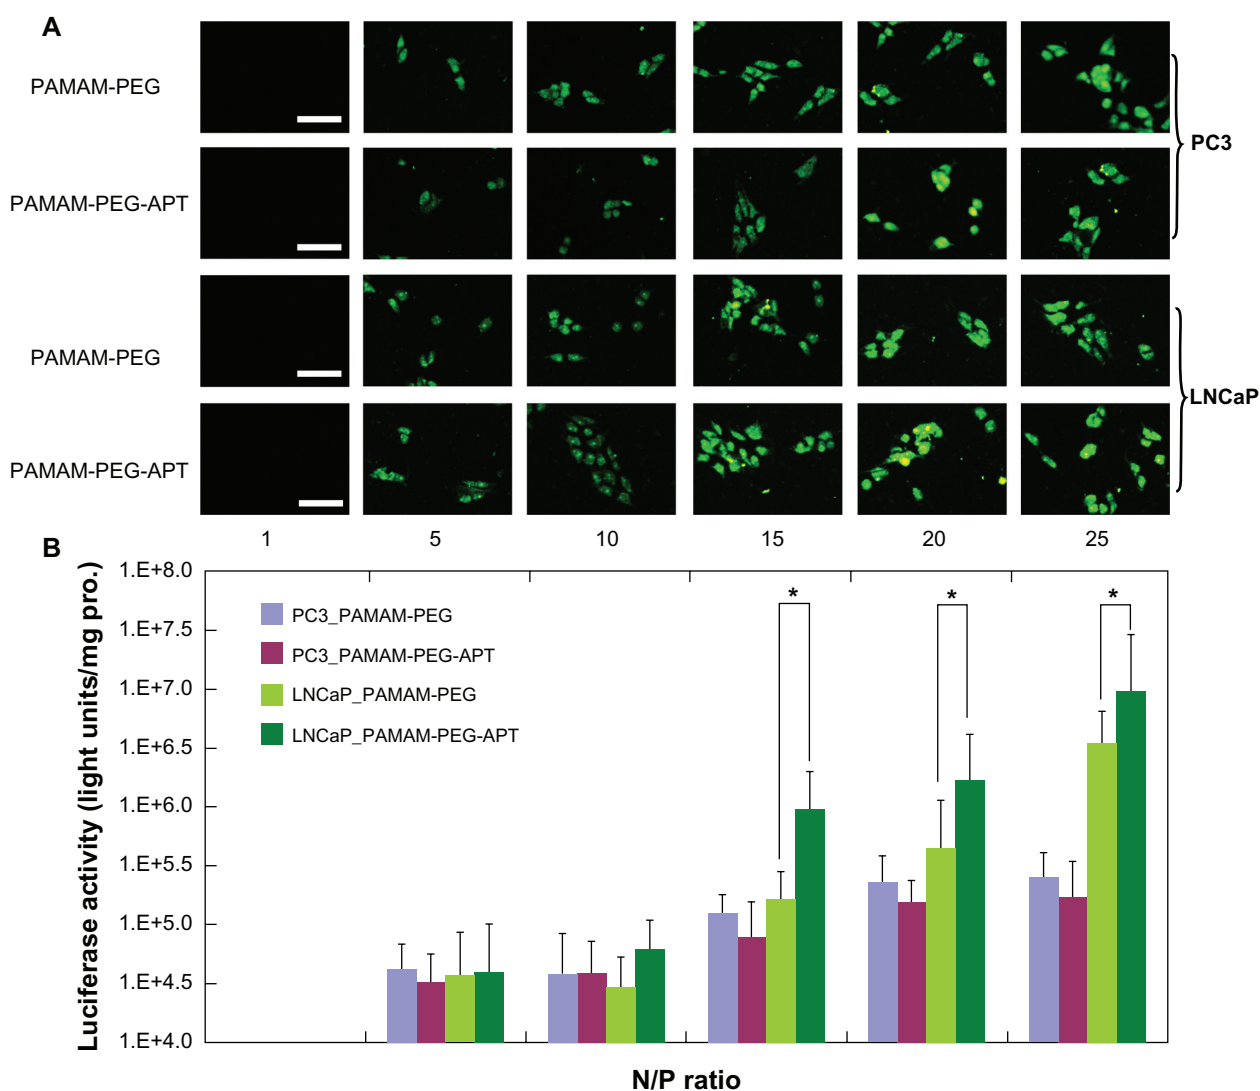 A
PAMAM-PEG
PAMAM-PEG-APT
PC3
PAMAM-PEG
PAMAM-PEG-APT
LNCaP
1 5 10 15 20 25
B
Luciferase activity (light units/mg pro.)
1.E+8.0
1.E+7.5
1.E+7.0
1.E+6.5
1.E+6.0
1.E+5.5
1.E+5.0
1.E+4.5
1.E+4.0
PC3_PAMAM-PEG
PC3_PAMAM-PEG-APT
LNCaP_PAMAM-PEG
LNCaP_PAMAM-PEG-APT
* * *
N/P ratio